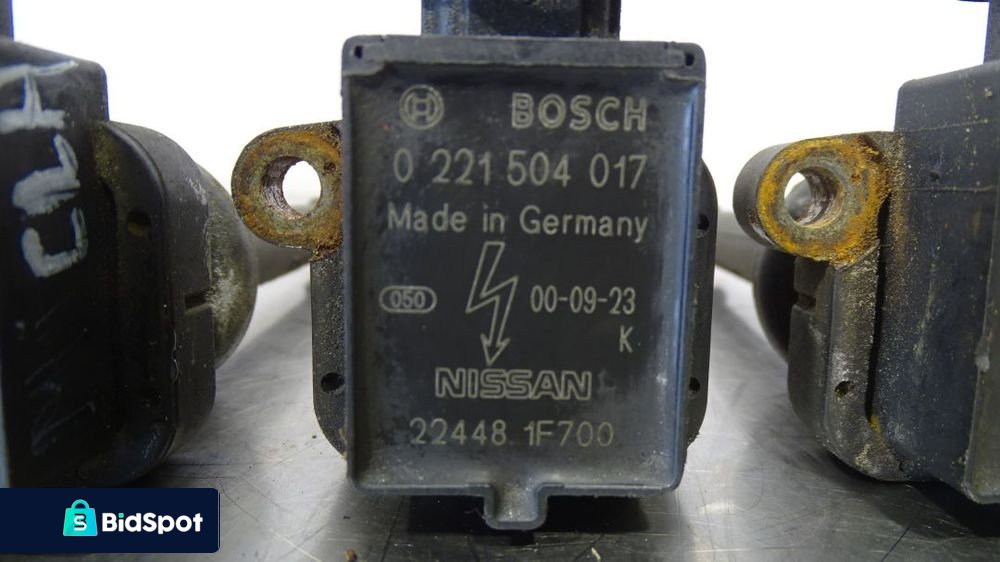 BOSCH
0 221 504 017
Made in Germany
050
00-09-23
K
NISSAN
22448 1F700
BidSpot